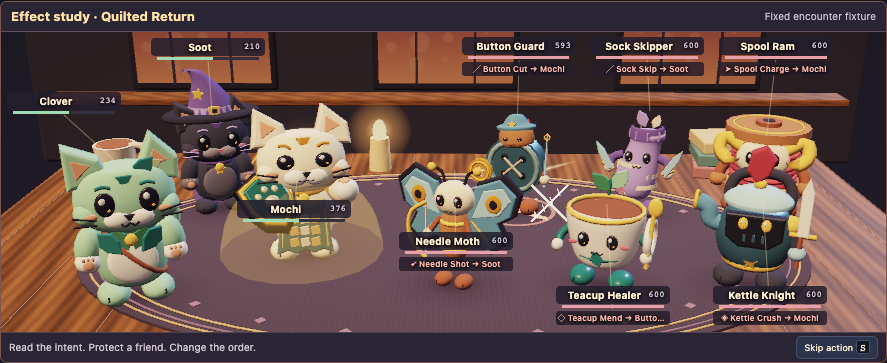 Effect study · Quilted Return
Fixed encounter fixture
Soot 210
Button Guard 593
⟋ Button Cut → Mochi
Sock Skipper 600
⟋ Sock Skip → Soot
Spool Ram 600
➤ Spool Charge → Mochi
Clover 234
Mochi 376
Needle Moth 600
➶ Needle Shot → Soot
Teacup Healer 600
◇ Teacup Mend → Butto...
Kettle Knight 600
◈ Kettle Crush → Mochi
Read the intent. Protect a friend. Change the order.
Skip action S